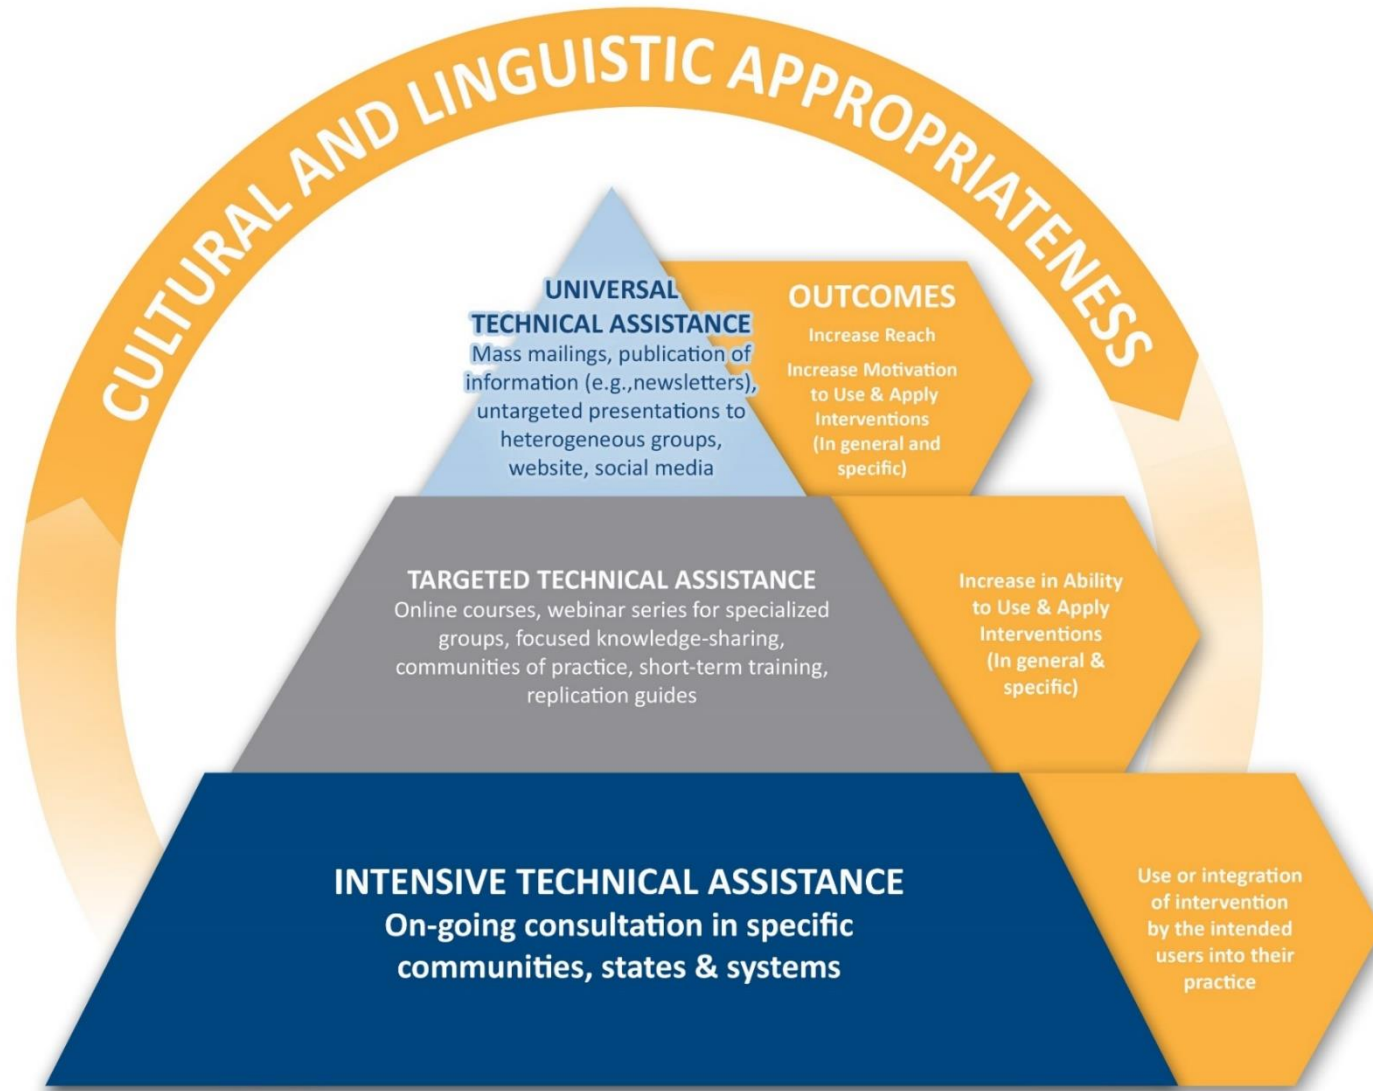 CULTURAL AND LINGUISTIC APPROPRIATENESS
UNIVERSAL
TECHNICAL ASSISTANCE
Mass mailings, publication of
information (e.g.,newsletters),
untargeted presentations to
heterogeneous groups,
website, social media
OUTCOMES
Increase Reach
Increase Motivation
to Use & Apply
Interventions
(In general and
specific)
TARGETED TECHNICAL ASSISTANCE
Online courses, webinar series for specialized
groups, focused knowledge-sharing,
communities of practice, short-term training,
replication guides
Increase in Ability
to Use & Apply
Interventions
(In general &
specific)
INTENSIVE TECHNICAL ASSISTANCE
On-going consultation in specific
communities, states & systems
Use or integration
of intervention
by the intended
users into their
practice